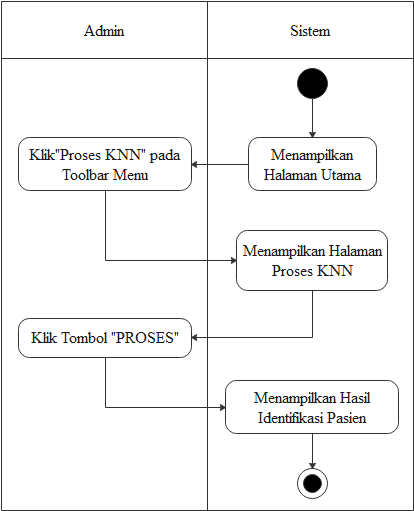 Admin
Sistem
Menampilkan
Halaman Utama
Klik"Proses KNN" pada
Toolbar Menu
Menampilkan Halaman
Proses KNN
Klik Tombol "PROSES"
Menampilkan Hasil
Identifikasi Pasien